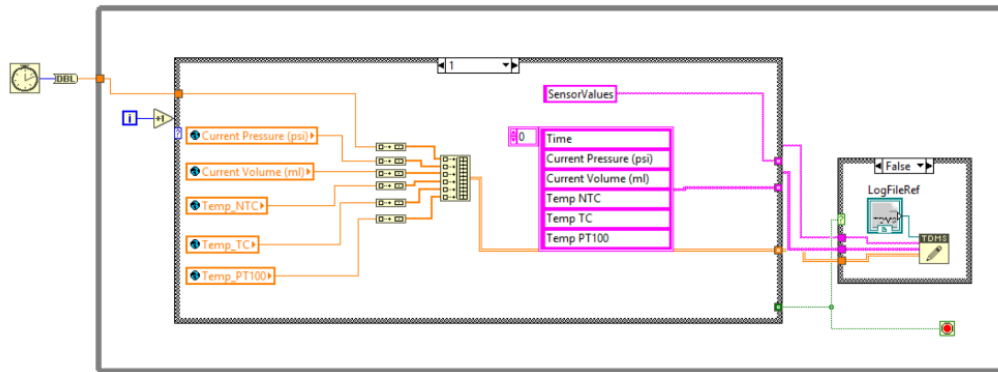 1
DBL
SensorValues
i
+1
?
Current Pressure (psi)
0
Time
Current Pressure (psi)
Current Volume (ml)
Current Volume (ml)
Temp NTC
Temp_NTC
Temp TC
Temp PT100
Temp_TC
Temp_PT100
False
LogFileRef
?
TDMS